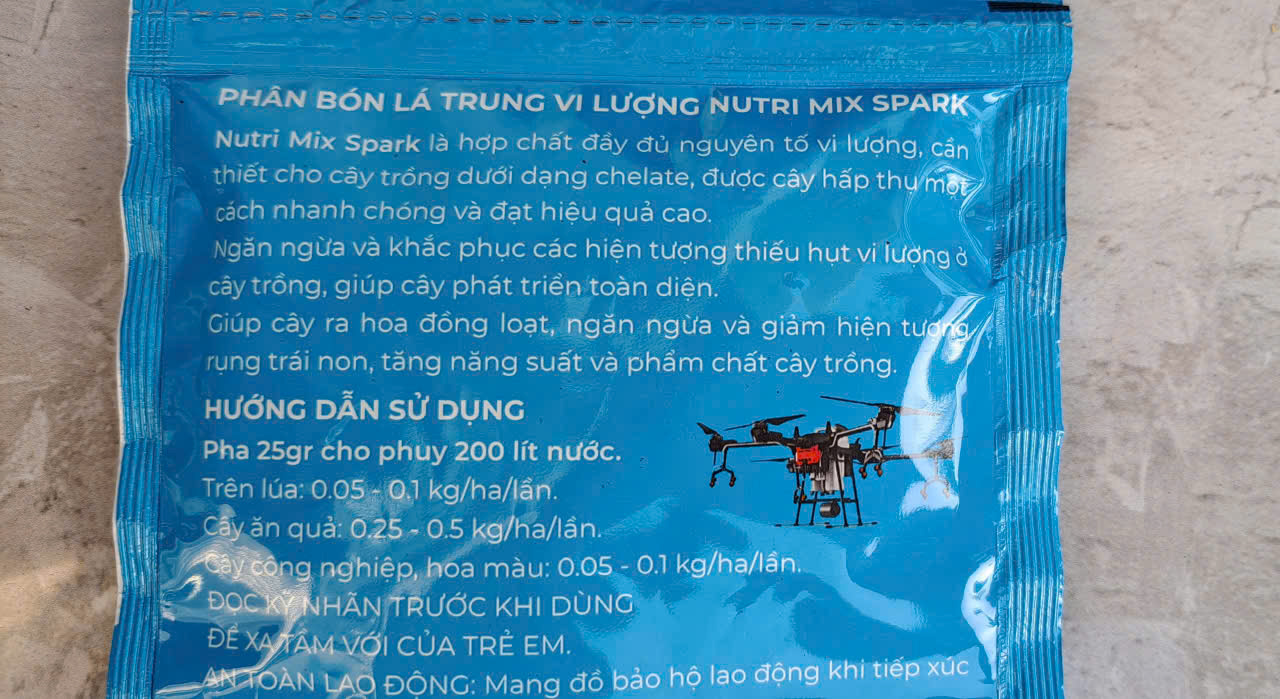 PHÂN BÓN LÁ TRUNG VI LƯỢNG NUTRI MIX SPARK
Nutri Mix Spark là hợp chất đầy đủ nguyên tố vi lượng, cần
thiết cho cây trồng dưới dạng chelate, được cây hấp thụ một
cách nhanh chóng và đạt hiệu quả cao.
Ngăn ngừa và khắc phục các hiện tượng thiếu hụt vi lượng ở
cây trồng, giúp cây phát triển toàn diện.
Giúp cây ra hoa đồng loạt, ngăn ngừa và giảm hiện tượng
rụng trái non, tăng năng suất và phẩm chất cây trồng.
HƯỚNG DẪN SỬ DỤNG
Pha 25gr cho phuy 200 lít nước.
Trên lúa: 0.05 - 0.1 kg/ha/lần.
Cây ăn quả: 0.25 - 0.5 kg/ha/lần.
Cây công nghiệp, hoa màu: 0.05 - 0.1 kg/ha/lần.
ĐỌC KỸ NHÃN TRƯỚC KHI DÙNG
ĐỂ XA TẦM VỚI CỦA TRẺ EM.
AN TOÀN LAO ĐỘNG: Mang đồ bảo hộ lao động khi tiếp xúc